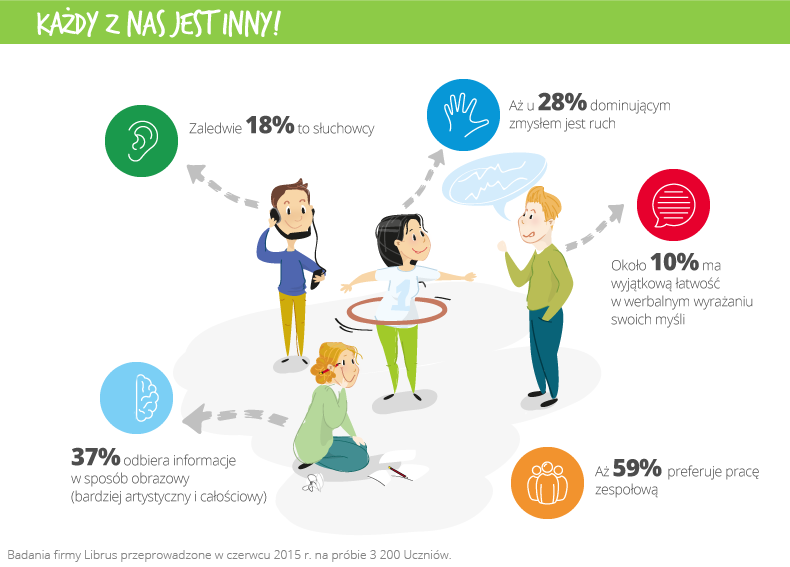 KAŻDY Z NAS JEST INNY!
Zaledwie 18% to słuchowcy
Aż u 28% dominującym
zmysłem jest ruch
Około 10% ma
wyjątkową łatwość
w werbalnym wyrażaniu
swoich myśli
1
37% odbiera informacje
w sposób obrazowy
(bardziej artystyczny i całościowy)
Aż 59% preferuje pracę
zespołową
Badania firmy Librus przeprowadzone w czerwcu 2015 r. na próbie 3 200 Uczniów.